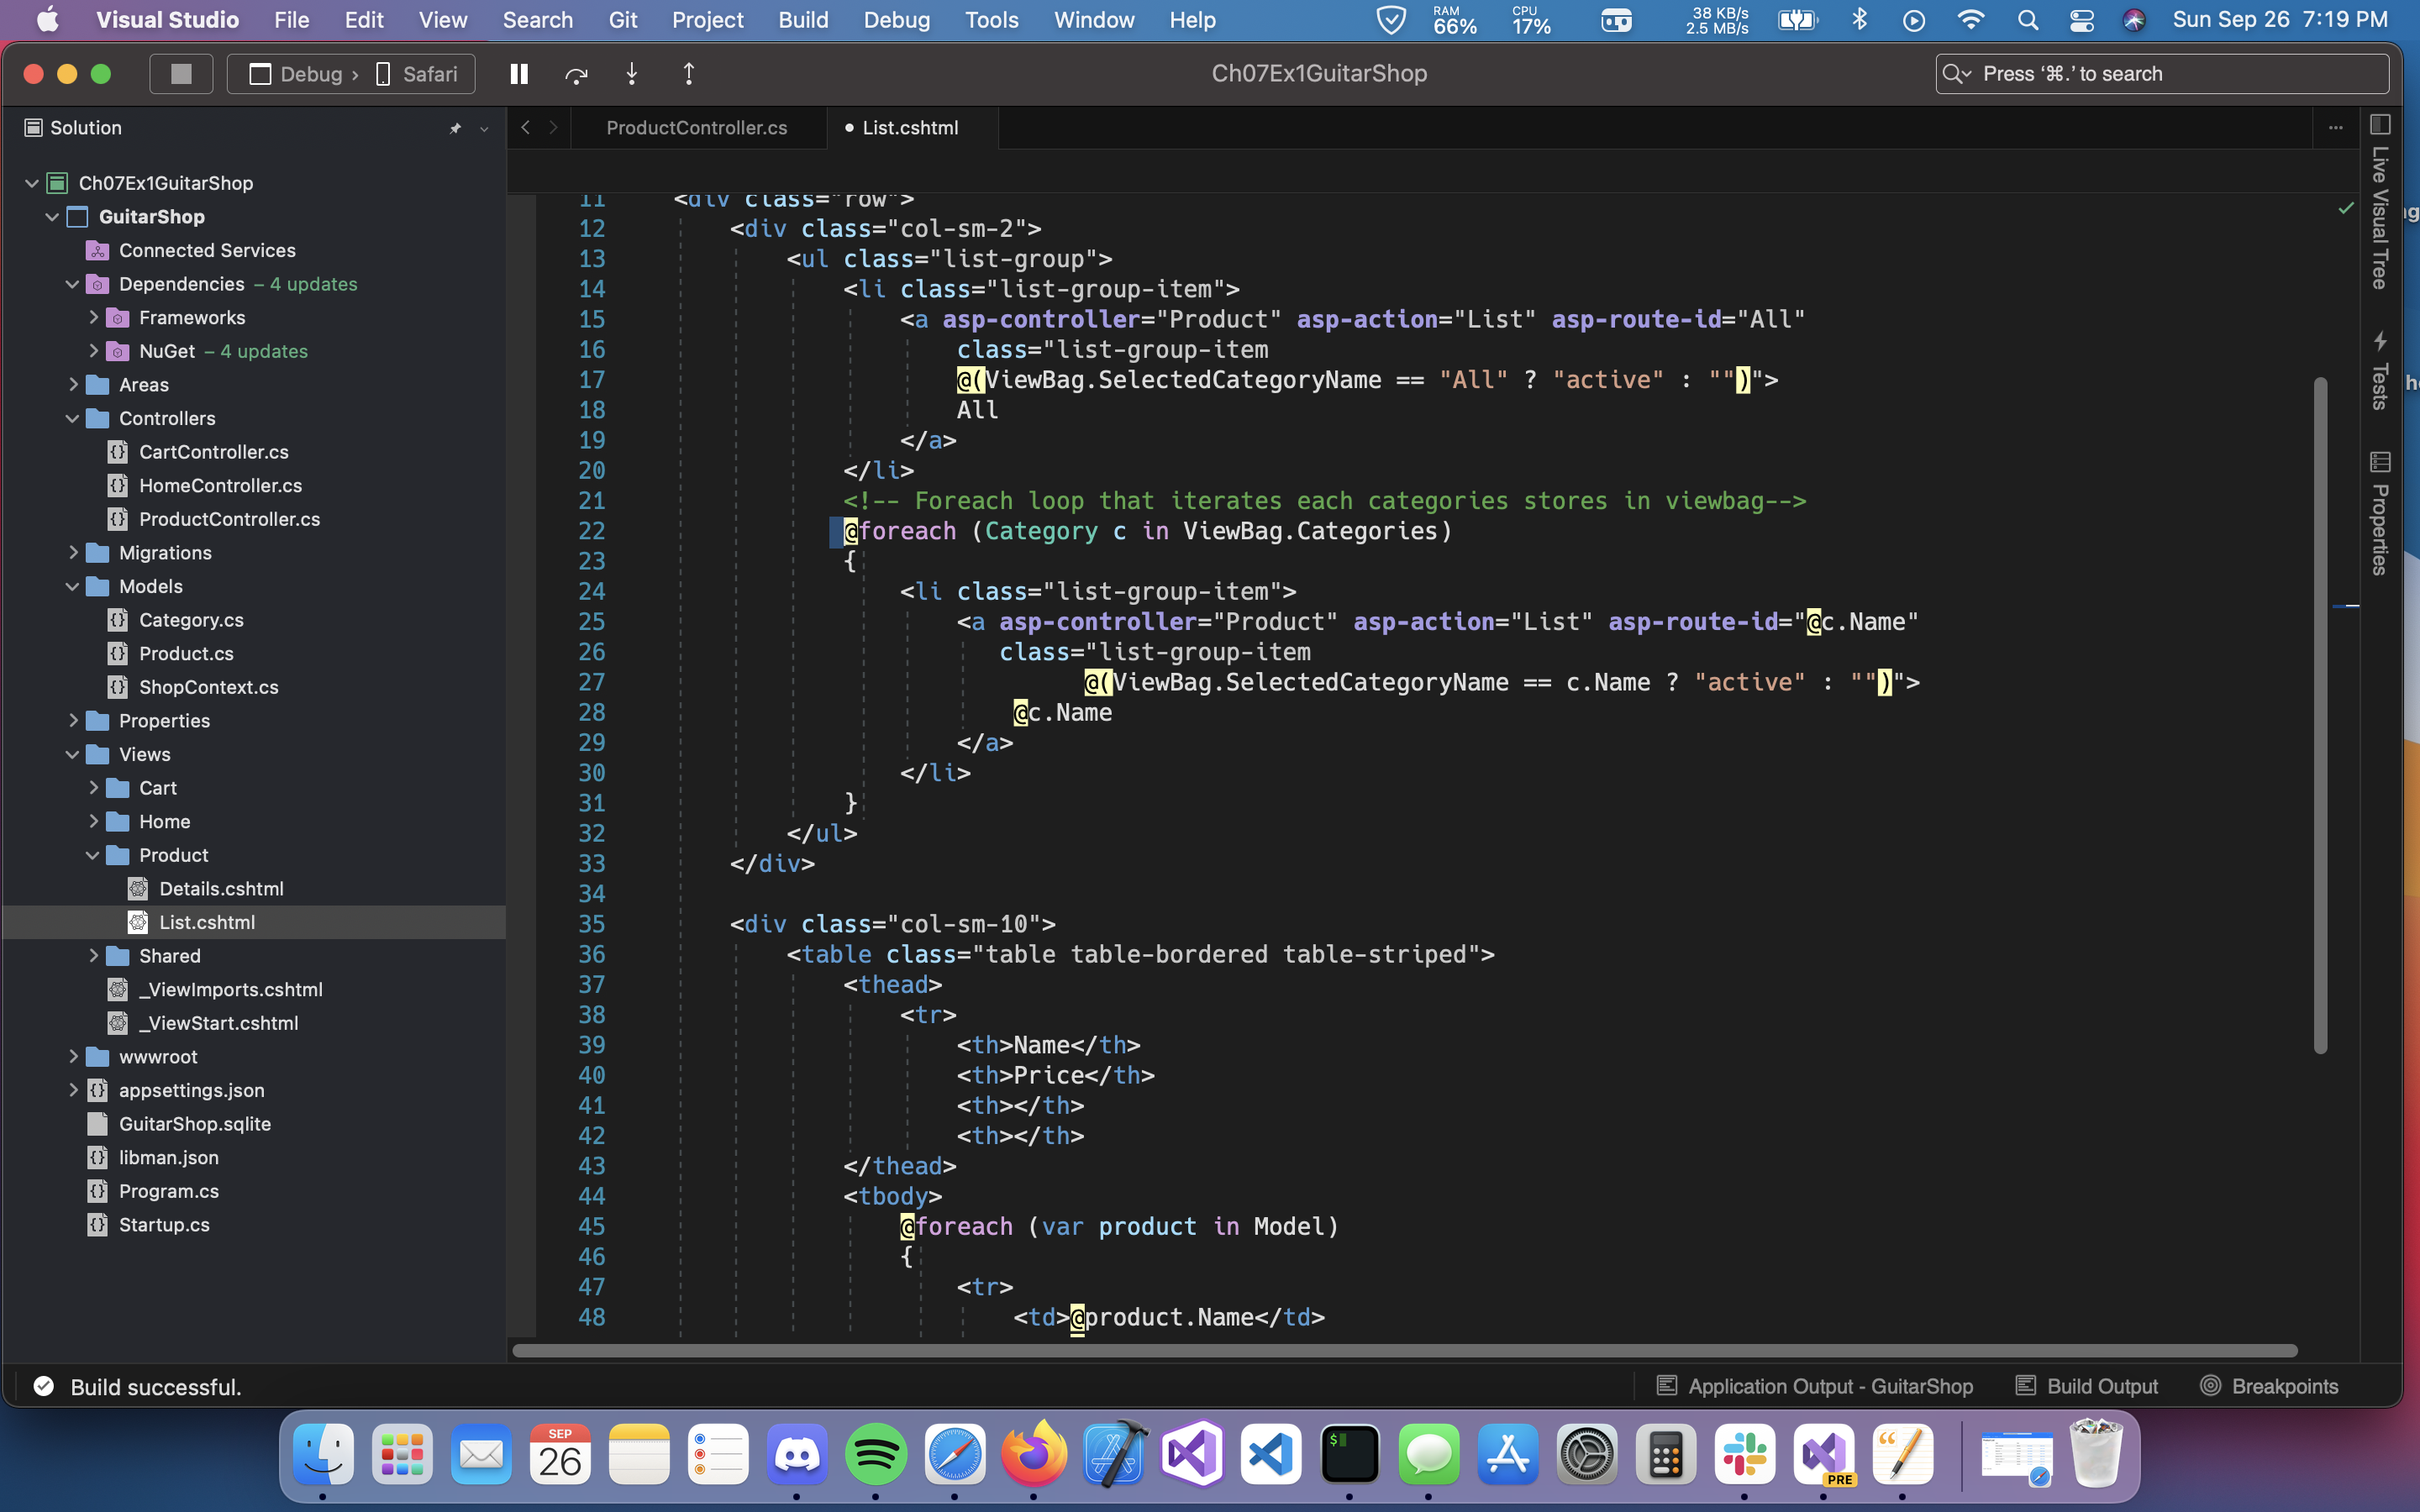 Visual Studio File Edit View Search Git Project Build Debug Tools Window Help RAM 66% CPU 17% 38 KB/s 2.5 MB/s Sun Sep 26 7:19 PM
Debug › Safari Ch07Ex1GuitarShop Press ‘⌘.’ to search
Solution
ProductController.cs
List.cshtml
Ch07Ex1GuitarShop
GuitarShop
Connected Services
Dependencies – 4 updates
Frameworks
NuGet – 4 updates
Areas
Controllers
CartController.cs
HomeController.cs
ProductController.cs
Migrations
Models
Category.cs
Product.cs
ShopContext.cs
Properties
Views
Cart
Home
Product
Details.cshtml
List.cshtml
Shared
_ViewImports.cshtml
_ViewStart.cshtml
wwwroot
appsettings.json
GuitarShop.sqlite
libman.json
Program.cs
Startup.cs
11 <div class="row">
12 <div class="col-sm-2">
13 <ul class="list-group">
14 <li class="list-group-item">
15 <a asp-controller="Product" asp-action="List" asp-route-id="All"
16 class="list-group-item
17 @(ViewBag.SelectedCategoryName == "All" ? "active" : "")">
18 All
19 </a>
20 </li>
21 <!-- Foreach loop that iterates each categories stores in viewbag-->
22 @foreach (Category c in ViewBag.Categories)
23 {
24 <li class="list-group-item">
25 <a asp-controller="Product" asp-action="List" asp-route-id="@c.Name"
26 class="list-group-item
27 @(ViewBag.SelectedCategoryName == c.Name ? "active" : "")">
28 @c.Name
29 </a>
30 </li>
31 }
32 </ul>
33 </div>
34
35 <div class="col-sm-10">
36 <table class="table table-bordered table-striped">
37 <thead>
38 <tr>
39 <th>Name</th>
40 <th>Price</th>
41 <th></th>
42 <th></th>
43 </thead>
44 <tbody>
45 @foreach (var product in Model)
46 {
47 <tr>
48 <td>@product.Name</td>
Live Visual Tree
Tests
Properties
Build successful.
Application Output - GuitarShop
Build Output
Breakpoints
SEP
26
$
PRE